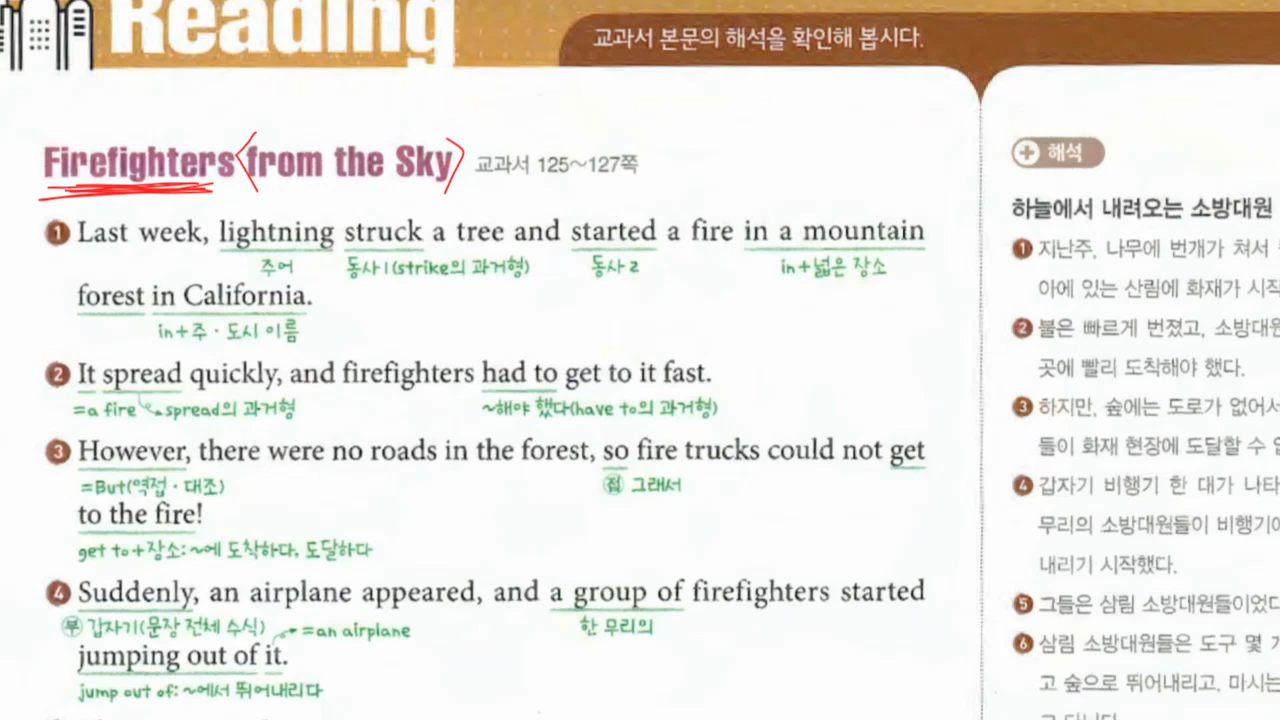 Reading
교과서 본문의 해석을 확인해 봅시다.
Firefighters from the Sky 교과서 125~127쪽
1 Last week, lightning struck a tree and started a fire in a mountain
주어 동사1(strike의 과거형) 동사2 in+넓은 장소
forest in California.
in+주·도시 이름
2 It spread quickly, and firefighters had to get to it fast.
=a fire spread의 과거형 ~해야 했다(have to의 과거형)
3 However, there were no roads in the forest, so fire trucks could not get
=But(역접·대조) 접 그래서
to the fire!
get to+장소: ~에 도착하다, 도달하다
4 Suddenly, an airplane appeared, and a group of firefighters started
부 갑자기(문장 전체 수식) =an airplane 한 무리의
jumping out of it.
jump out of: ~에서 뛰어내리다
해석
하늘에서 내려오는 소방대원
1 지난주, 나무에 번개가 쳐서
아에 있는 산림에 화재가 시작
2 불은 빠르게 번졌고, 소방대원
곳에 빨리 도착해야 했다.
3 하지만, 숲에는 도로가 없어서
들이 화재 현장에 도달할 수
4 갑자기 비행기 한 대가 나타
무리의 소방대원들이 비행기에
내리기 시작했다.
5 그들은 삼림 소방대원들이었다
6 삼림 소방대원들은 도구 몇
고 숲으로 뛰어내리고, 마시는